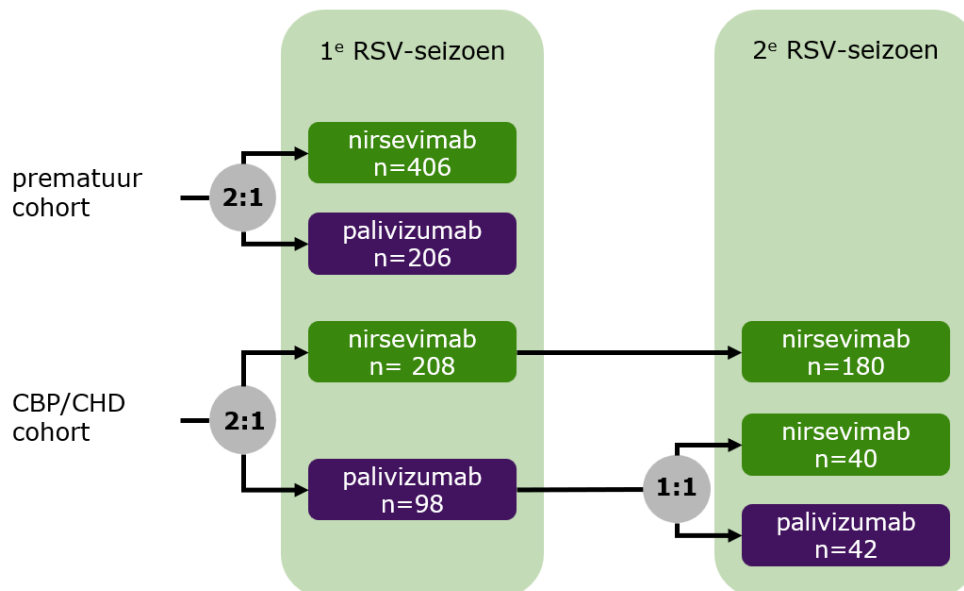 1e RSV-seizoen
2e RSV-seizoen
prematuur
cohort
2:1
nirsevimab
n=406
palivizumab
n=206
CBP/CHD
cohort
2:1
nirsevimab
n= 208
palivizumab
n=98
1:1
nirsevimab
n=180
nirsevimab
n=40
palivizumab
n=42